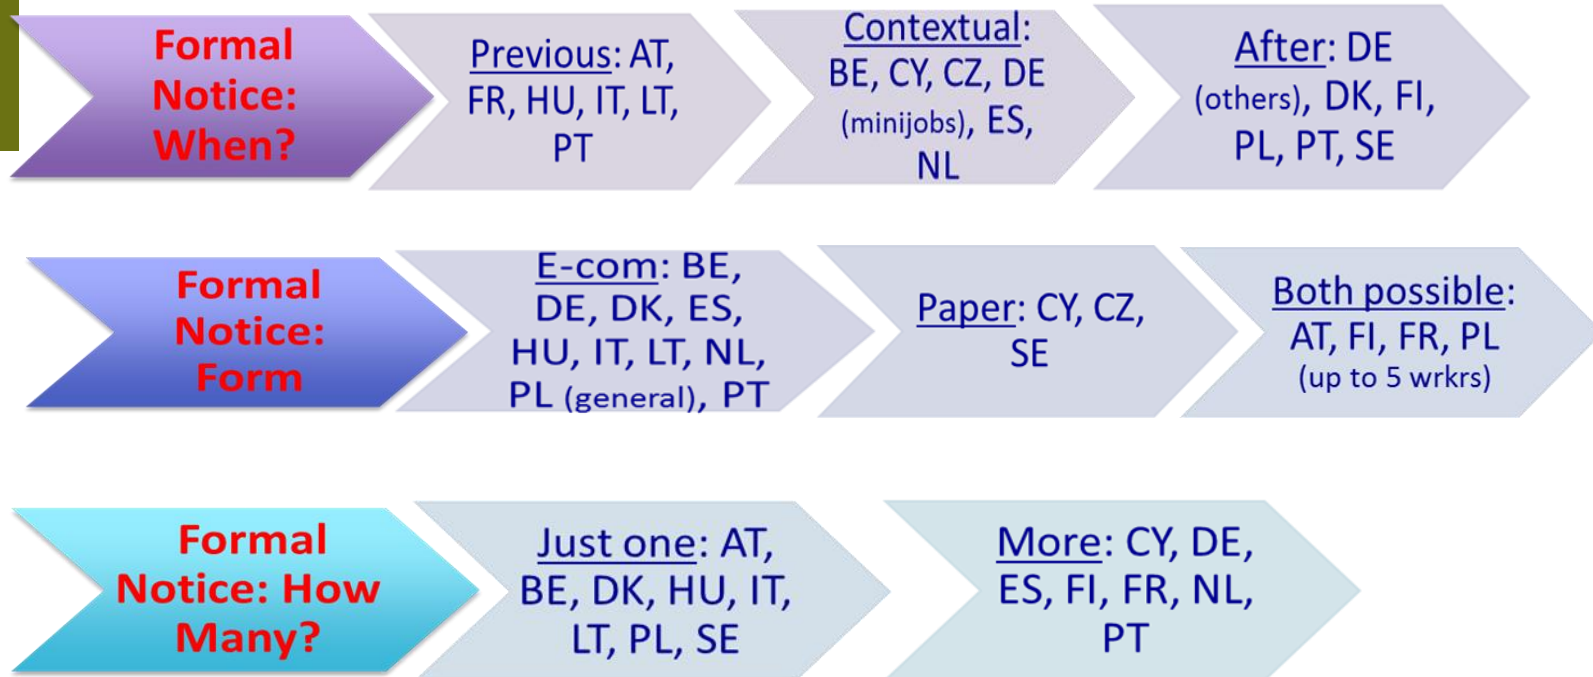 Formal
Notice:
When?
Previous: AT,
FR, HU, IT, LT,
PT
Contextual:
BE, CY, CZ, DE
(minijobs), ES,
NL
After: DE
(others), DK, FI,
PL, PT, SE
Formal
Notice:
Form
E-com: BE,
DE, DK, ES,
HU, IT, LT, NL,
PL (general), PT
Paper: CY, CZ,
SE
Both possible:
AT, FI, FR, PL
(up to 5 wrkrs)
Formal
Notice: How
Many?
Just one: AT,
BE, DK, HU, IT,
LT, PL, SE
More: CY, DE,
ES, FI, FR, NL,
PT